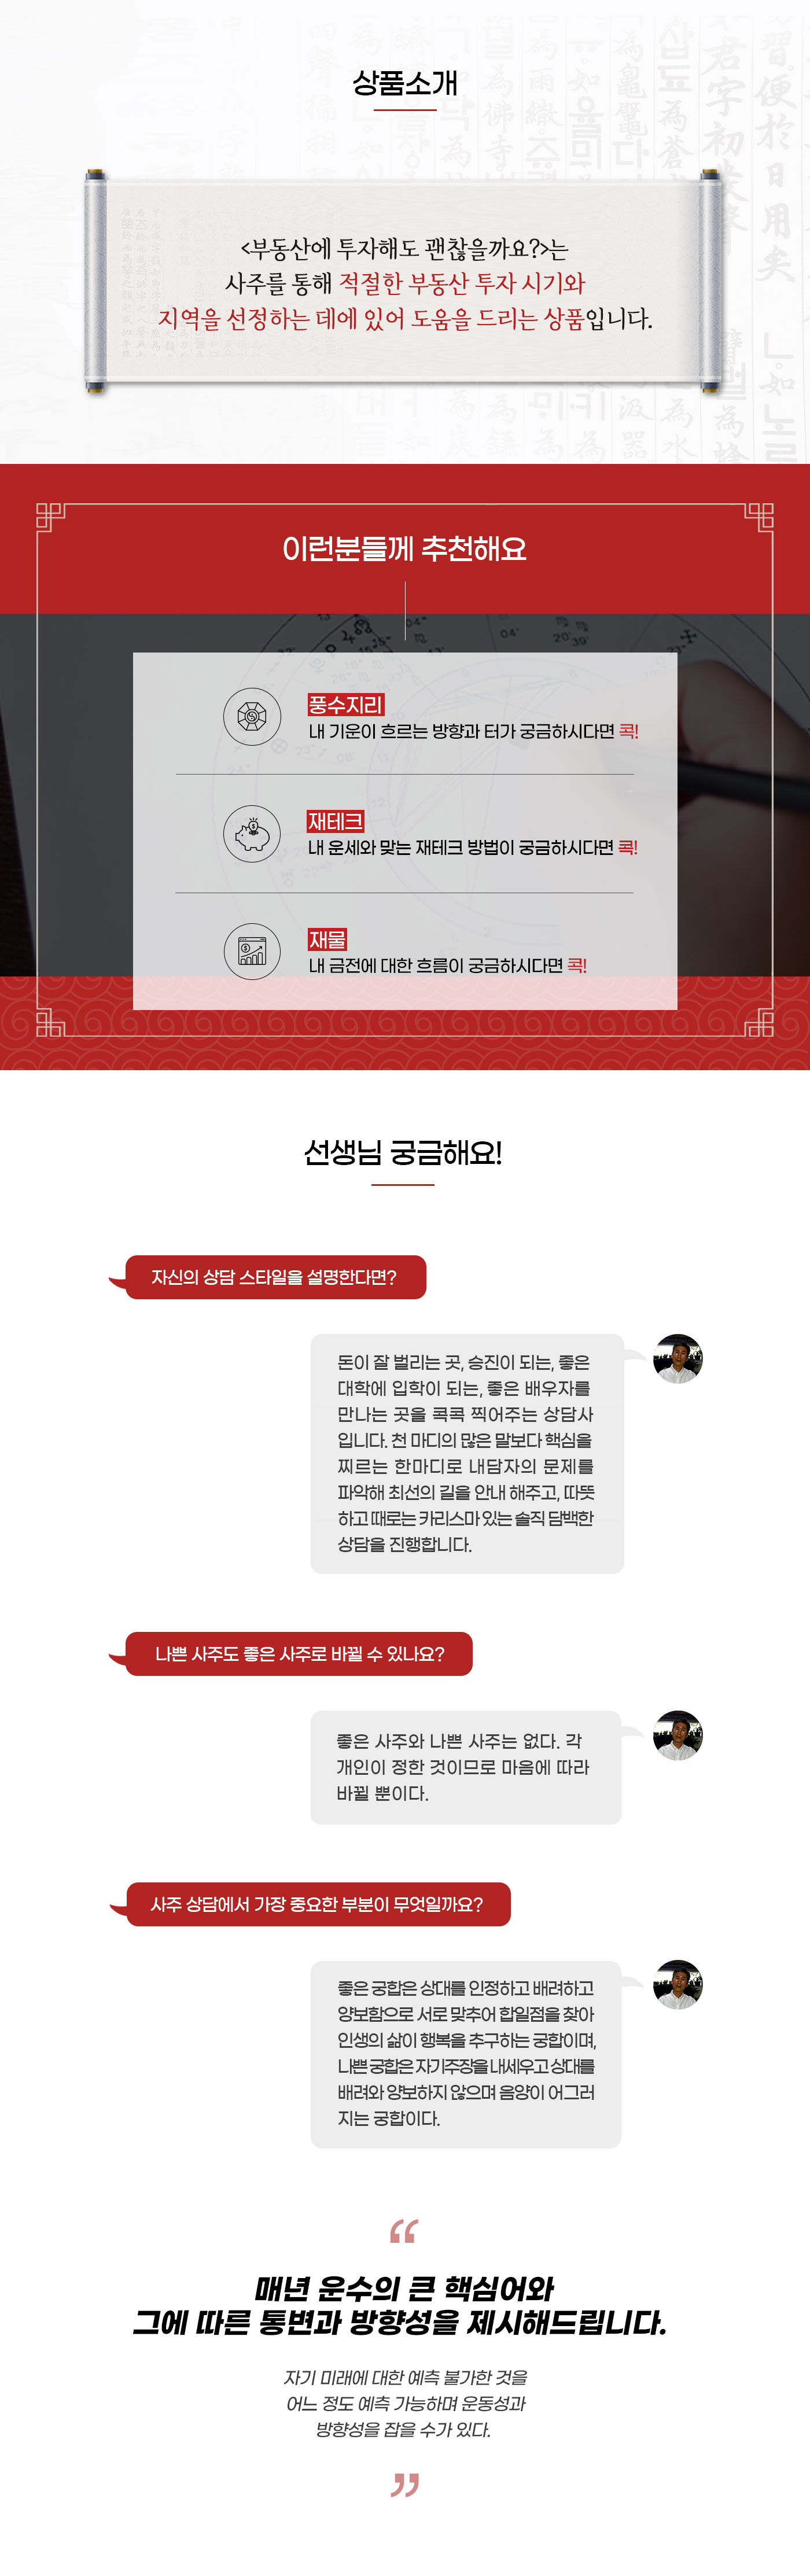 상품소개
<부동산에 투자해도 괜찮을까요?>는
사주를 통해 적절한 부동산 투자 시기와
지역을 선정하는 데에 있어 도움을 드리는 상품입니다.
이런분들께 추천해요
풍수지리
내 기운이 흐르는 방향과 터가 궁금하시다면 콕!
재테크
내 운세와 맞는 재테크 방법이 궁금하시다면 콕!
재물
내 금전에 대한 흐름이 궁금하시다면 콕!
선생님 궁금해요!
자신의 상담 스타일을 설명한다면?
돈이 잘 벌리는 곳, 승진이 되는, 좋은
대학에 입학이 되는, 좋은 배우자를
만나는 곳을 콕콕 찍어주는 상담사
입니다. 천 마디의 많은 말보다 핵심을
찌르는 한마디로 내담자의 문제를
파악해 최선의 길을 안내 해주고, 따뜻
하고 때로는 카리스마 있는 솔직 담백한
상담을 진행합니다.
나쁜 사주도 좋은 사주로 바뀔 수 있나요?
좋은 사주와 나쁜 사주는 없다. 각
개인이 정한 것이므로 마음에 따라
바뀔 뿐이다.
사주 상담에서 가장 중요한 부분이 무엇일까요?
좋은 궁합은 상대를 인정하고 배려하고
양보함으로 서로 맞추어 합일점을 찾아
인생의 삶이 행복을 추구하는 궁합이며,
나쁜 궁합은 자기주장을 내세우고 상대를
배려와 양보하지 않으며 음양이 어그러
지는 궁합이다.
“
매년 운수의 큰 핵심어와
그에 따른 통변과 방향성을 제시해드립니다.
자기 미래에 대한 예측 불가한 것을
어느 정도 예측 가능하며 운동성과
방향성을 잡을 수가 있다.
”